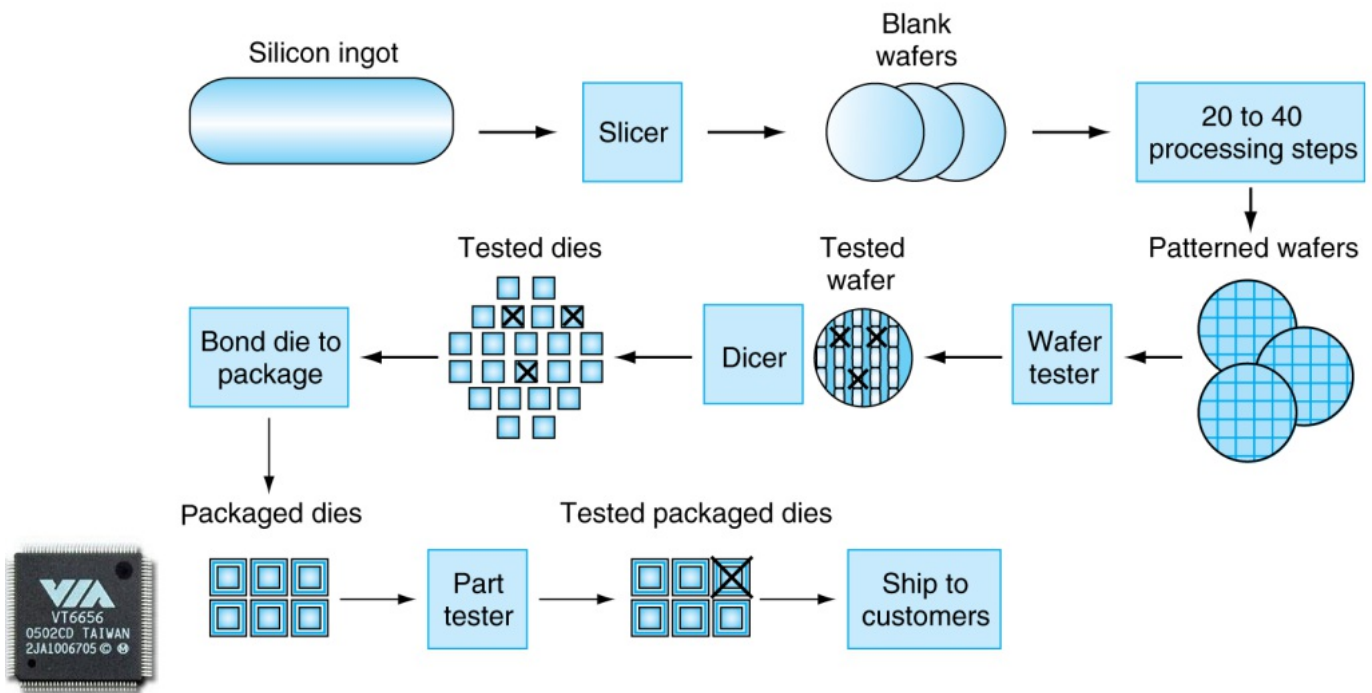 Silicon ingot
Slicer
Blank
wafers
20 to 40
processing steps
Patterned wafers
Wafer
tester
Tested
wafer
Dicer
Tested dies
Bond die to
package
Packaged dies
Part
tester
Tested packaged dies
Ship to
customers
VIA
VT6656
0502CD TAIWAN
2JA1006705 © Ⓜ